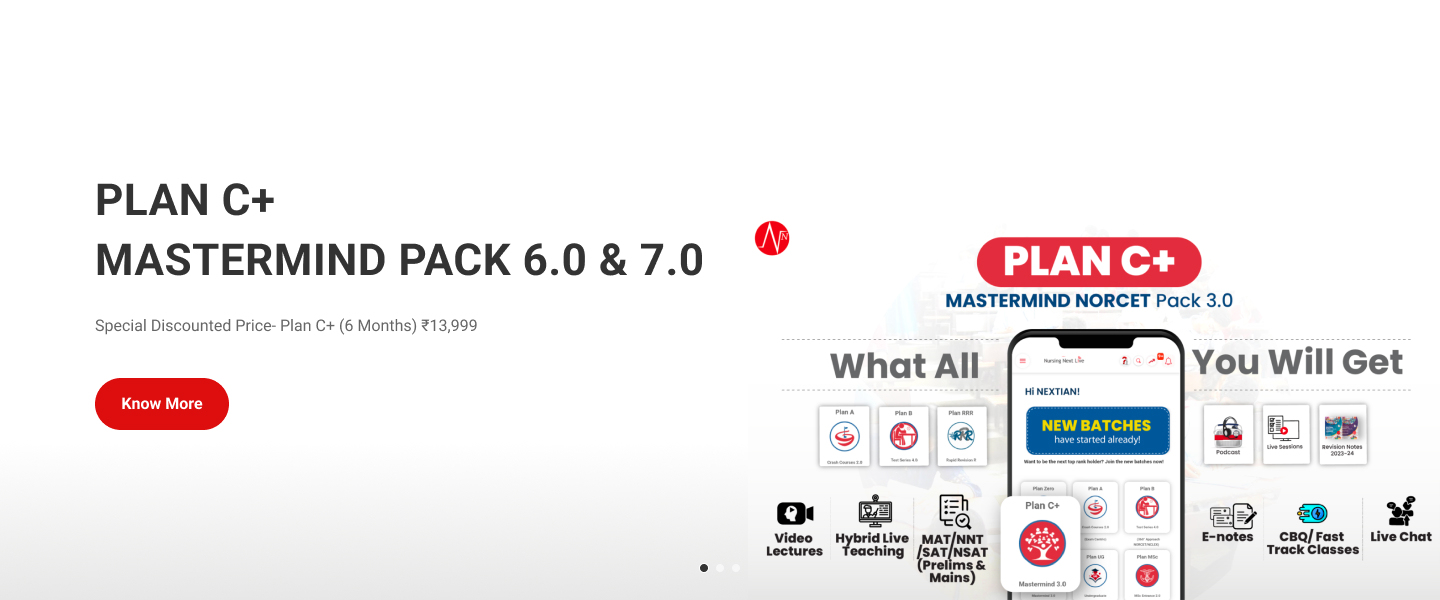 PLAN C+
MASTERMIND PACK 6.0 & 7.0
Special Discounted Price- Plan C+ (6 Months) ₹13,999
Know More
PLAN C+
MASTERMIND NORCET Pack 3.0
What All
You Will Get
Plan A
Crash Courses 3.0
Plan B
Test Series 4.0
Plan RRR
Rapid Revision R
Podcast
Live Sessions
Revision Notes
2023-24
Video
Lectures
Hybrid Live
Teaching
MAT/NNT
/SAT/NSAT
(Prelims &
Mains)
Nursing Next Live
Hi NEXTIAN!
NEW BATCHES
have started already!
Want to be the next top rank holder? Join the new batches now!
Plan Zero
Plan A
Plan B
Plan C+
Mastermind 3.0
Plan UG
Plan MSc
E-notes
CBQ/ Fast
Track Classes
Live Chat